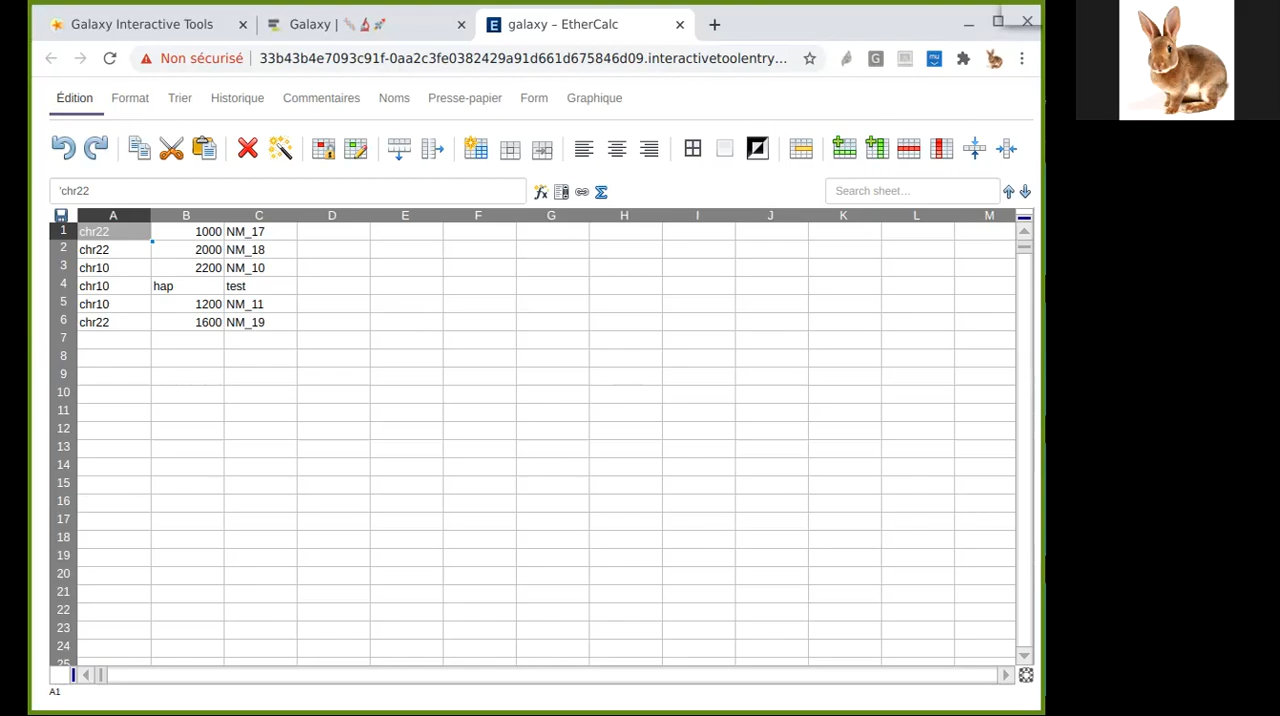 Galaxy Interactive Tools
Galaxy |
galaxy – EtherCalc
Non sécurisé
33b43b4e7093c91f-0aa2c3fe0382429a91d661d675846d09.interactivetoolentry...
Édition Format Trier Historique Commentaires Noms Presse-papier Form Graphique
'chr22
Search sheet...
A B C D E F G H I J K L M
1 chr22 1000 NM_17
2 chr22 2000 NM_18
3 chr10 2200 NM_10
4 chr10 hap test
5 chr10 1200 NM_11
6 chr22 1600 NM_19
7
8
9
10
11
12
13
14
15
16
17
18
19
20
21
22
23
24
25
A1